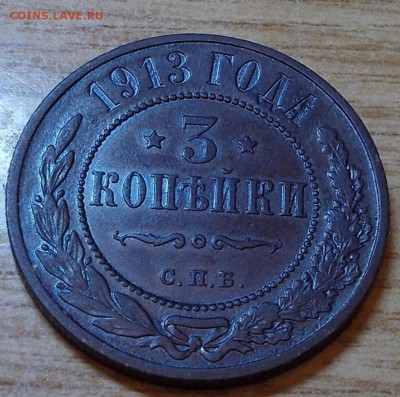 COINS.LAVE.RU
1913 ГОДА
3
КОПѢЙКИ
С.П.Б.